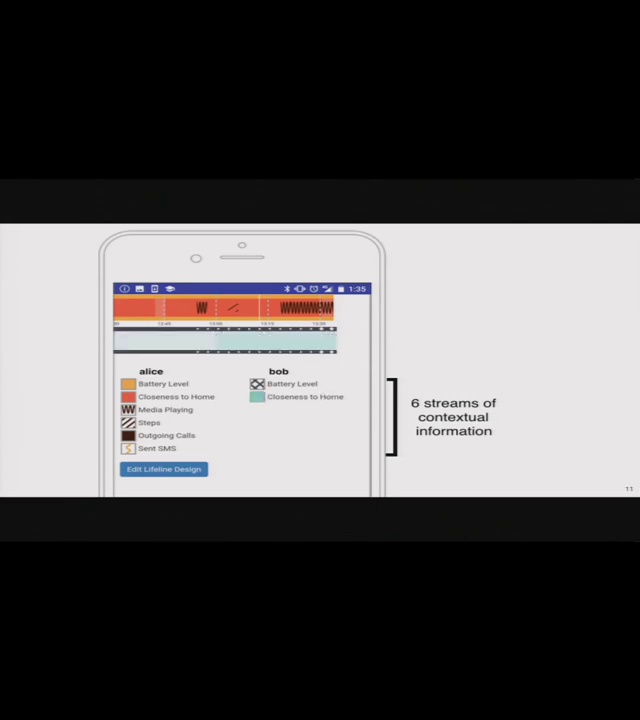 1:35
12:45
13:00
13:15
13:30
alice
bob
Battery Level
Battery Level
Closeness to Home
Closeness to Home
Media Playing
Steps
Outgoing Calls
Sent SMS
Edit Lifeline Design
6 streams of
contextual
information
11